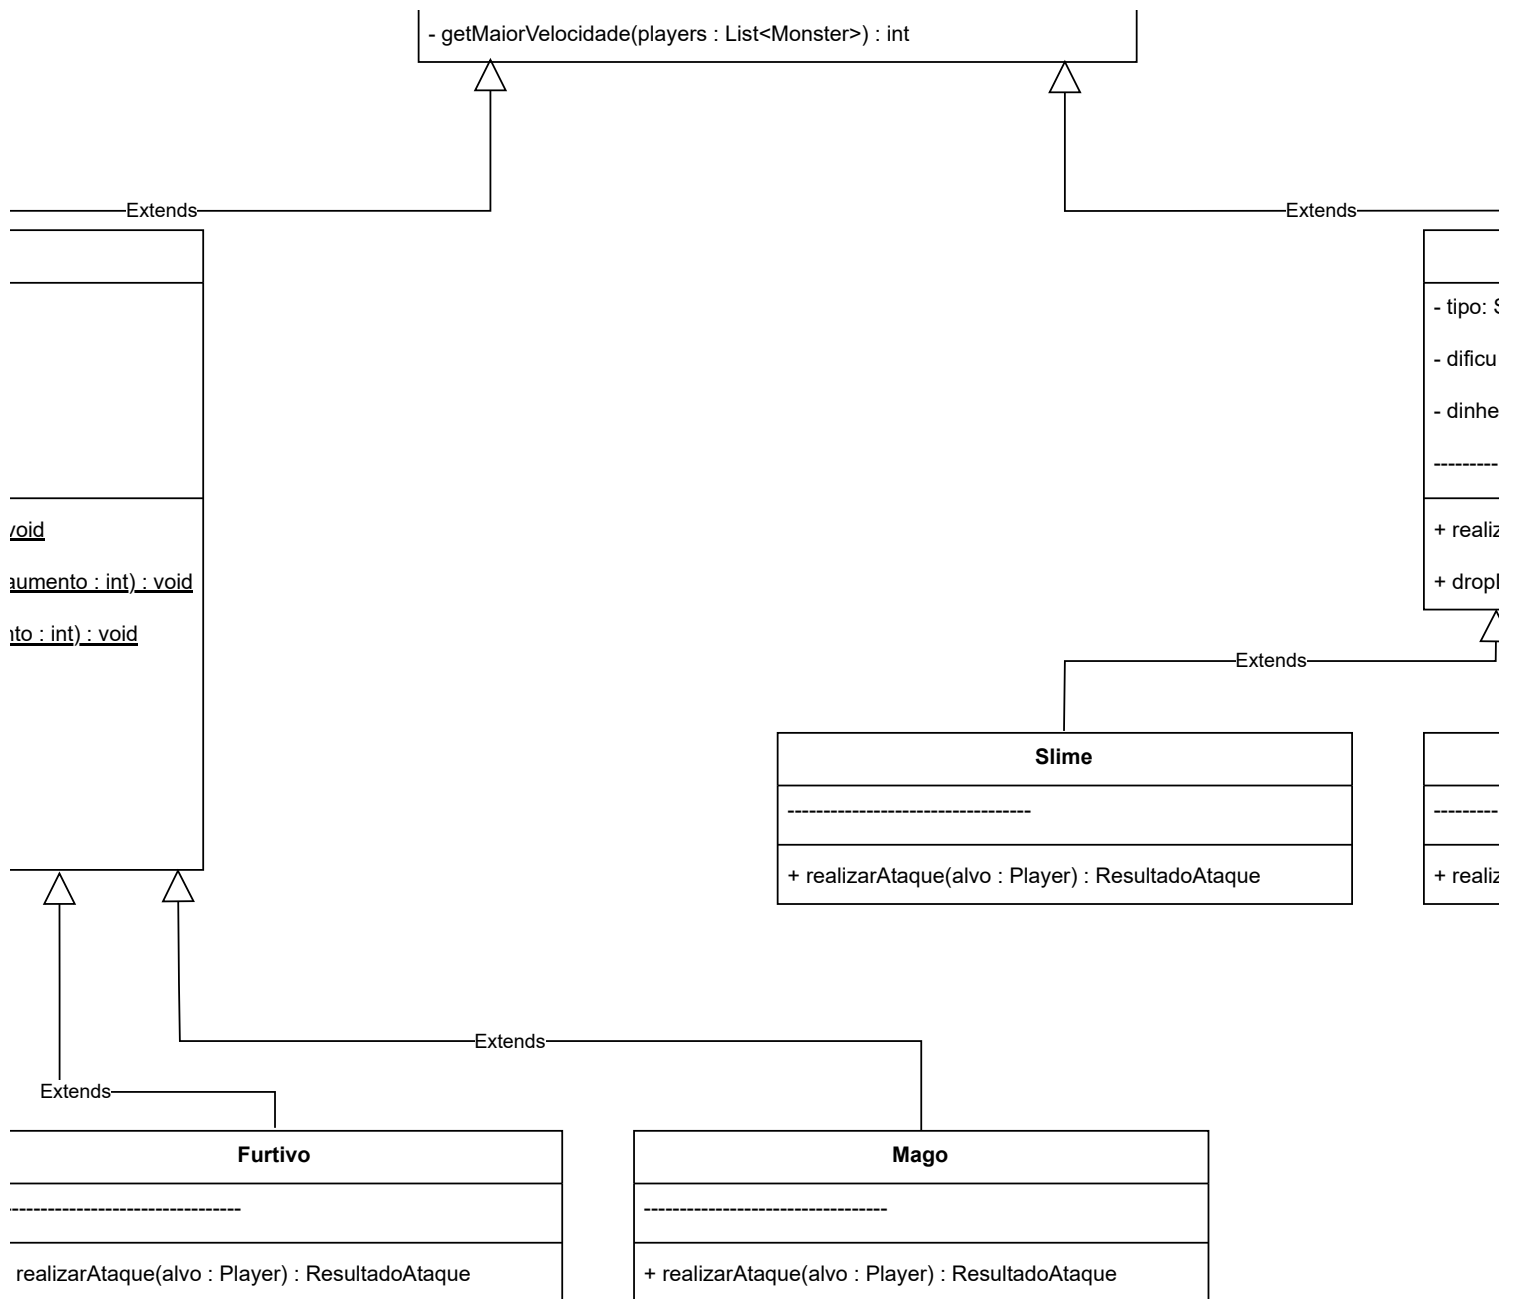 - getMaiorVelocidade(players : List<Monster>) : int
Extends
Extends
- tipo:
- dificu
- dinhe
----------
void
aumento : int) : void
nto : int) : void
+ realiz
+ drop
Extends
Slime
----------------------------------
+ realizarAtaque(alvo : Player) : ResultadoAtaque
---------
+ realiz
Extends
Extends
Furtivo
---------------------------------
realizarAtaque(alvo : Player) : ResultadoAtaque
Mago
----------------------------------
+ realizarAtaque(alvo : Player) : ResultadoAtaque